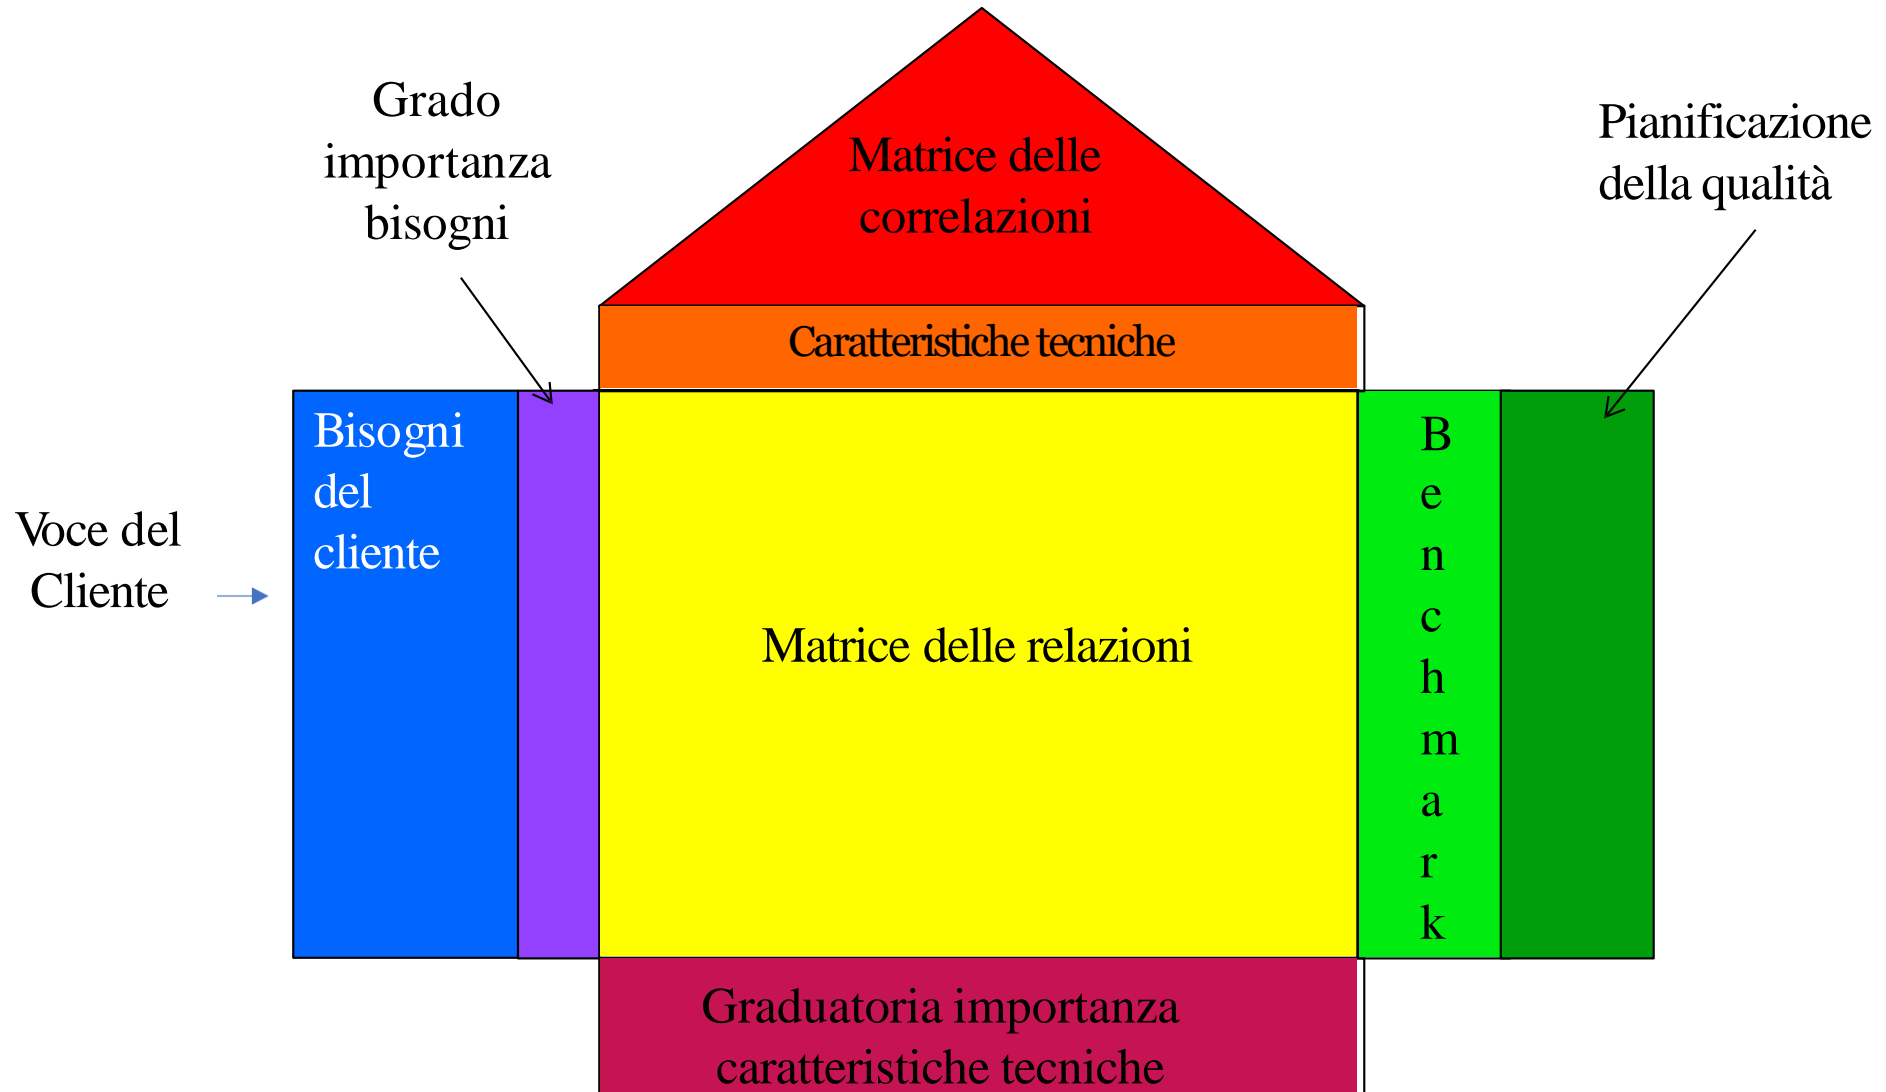 Grado
importanza
bisogni
Matrice delle
correlazioni
Pianificazione
della qualità
Caratteristiche tecniche
Voce del
Cliente
Bisogni
del
cliente
Matrice delle relazioni
B
e
n
c
h
m
a
r
k
Graduatoria importanza
caratteristiche tecniche